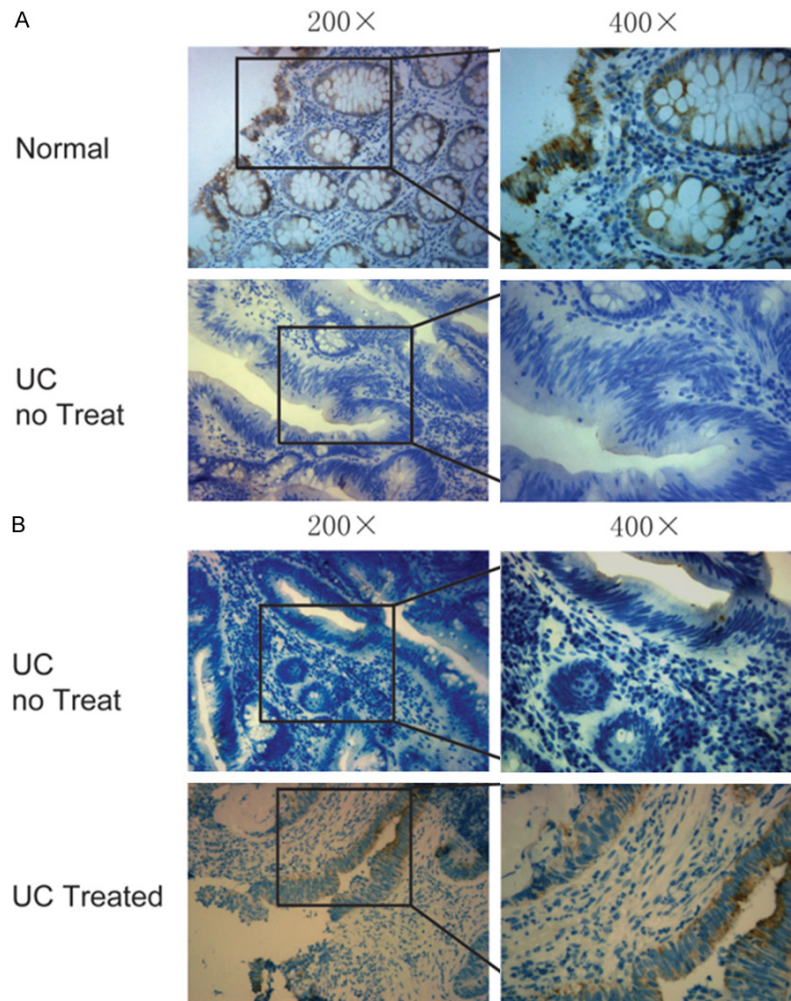 A
200× 400×
Normal
UC
no Treat
B
200× 400×
UC
no Treat
UC Treated